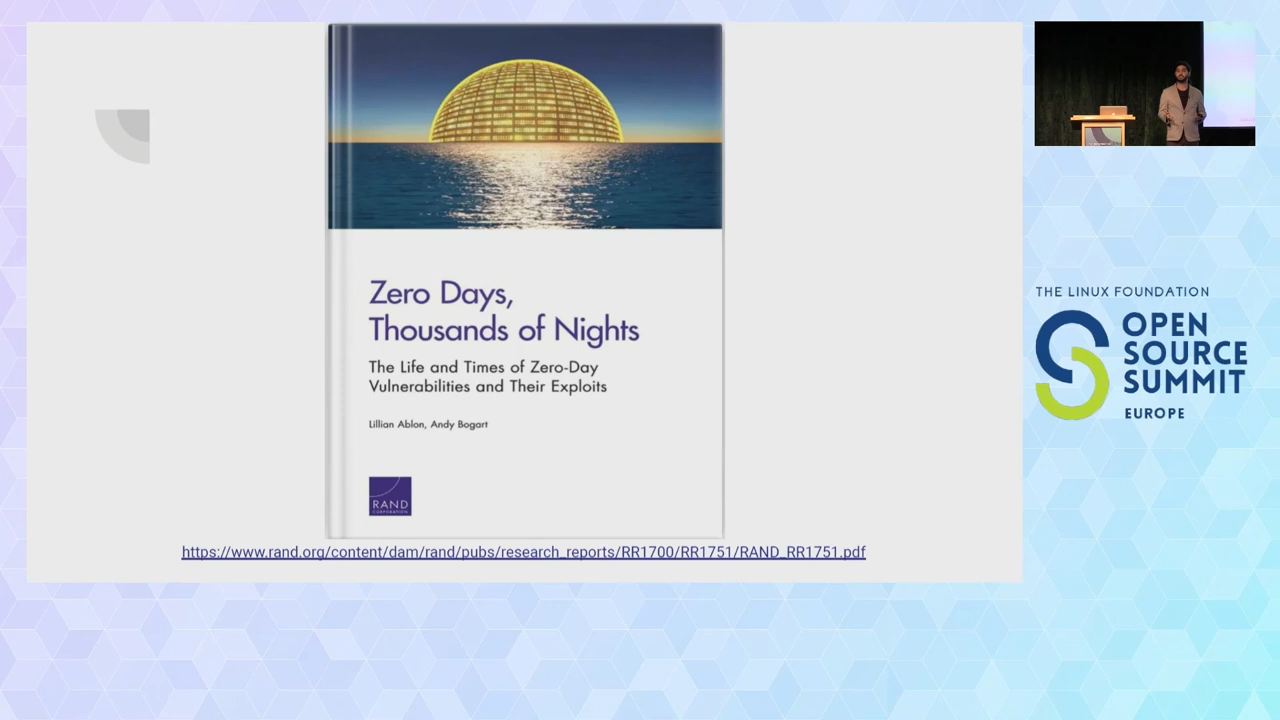 Zero Days,
Thousands of Nights
The Life and Times of Zero-Day
Vulnerabilities and Their Exploits
Lillian Ablon, Andy Bogart
RAND
CORPORATION
https://www.rand.org/content/dam/rand/pubs/research_reports/RR1700/RR1751/RAND_RR1751.pdf
THE LINUX FOUNDATION
OPEN
SOURCE
SUMMIT
EUROPE